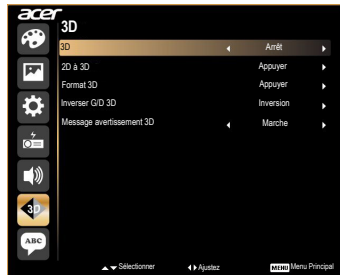 acer
3D
3D Arrêt
2D à 3D Appuyer
Format 3D Appuyer
Inverser G/D 3D Inversion
Message avertissement 3D Marche
3D
ABC
Sélectionner Ajustez MENU Menu Principal